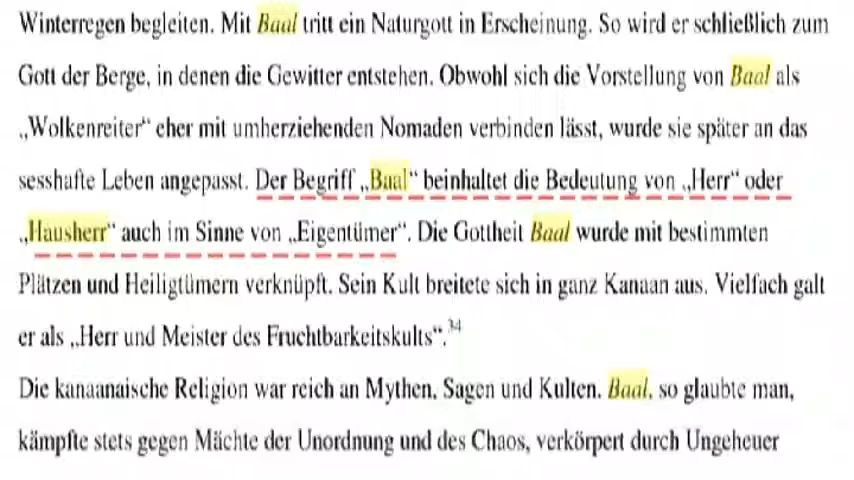 Winterregen begleiten. Mit Baal tritt ein Naturgott in Erscheinung. So wird er schließlich zum
Gott der Berge, in denen die Gewitter entstehen. Obwohl sich die Vorstellung von Baal als
„Wolkenreiter“ eher mit umherziehenden Nomaden verbinden lässt, wurde sie später an das
sesshafte Leben angepasst. Der Begriff „Baal“ beinhaltet die Bedeutung von „Herr“ oder
„Hausherr“ auch im Sinne von „Eigentümer“. Die Gottheit Baal wurde mit bestimmten
Plätzen und Heiligtümern verknüpft. Sein Kult breitete sich in ganz Kanaan aus. Vielfach galt
er als „Herr und Meister des Fruchtbarkeitskults“.34
Die kanaanaische Religion war reich an Mythen, Sagen und Kulten. Baal, so glaubte man,
kämpfte stets gegen Mächte der Unordnung und des Chaos, verkörpert durch Ungeheuer